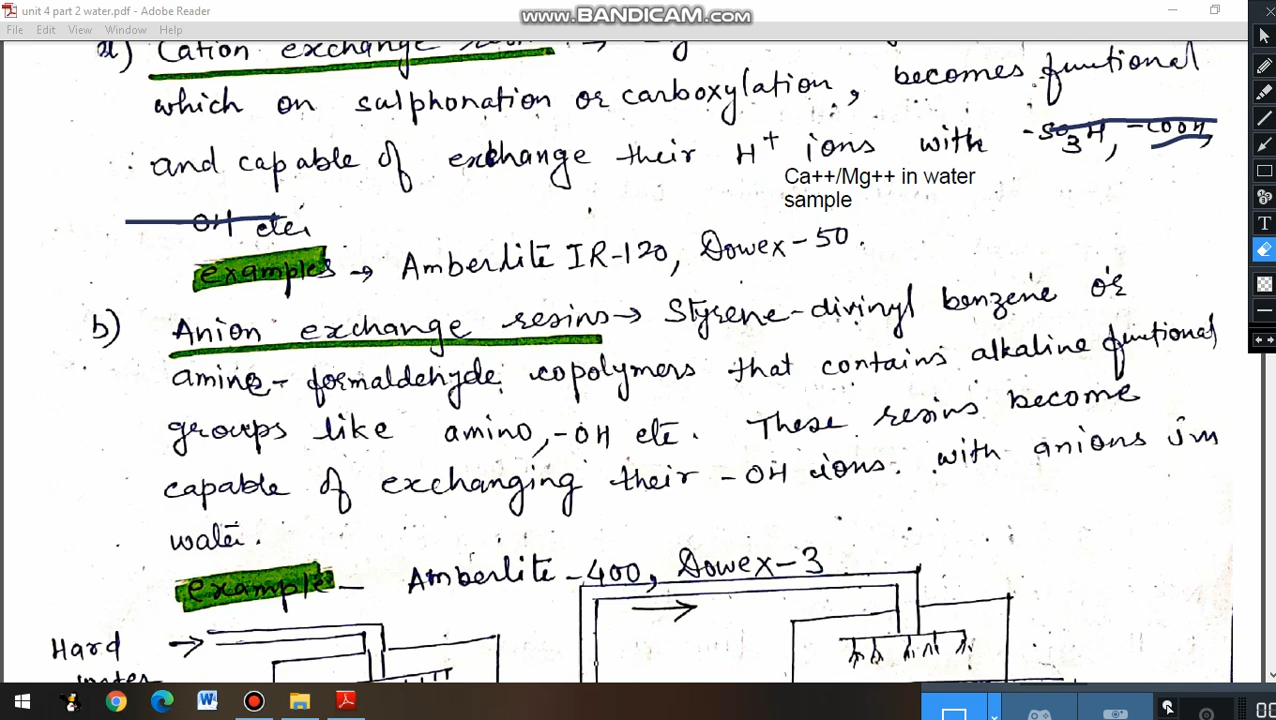 unit 4 part 2 water.pdf - Adobe Reader
www.BANDICAM.com
File Edit View Window Help
Cation exchange
which on sulphonation or carboxylation, becomes functional
and capable of exchange their H+ ions with -SO3H, -COOH,
Ca++/Mg++ in water
sample
OH etc.
examples → Amberlite IR-120, Dowex-50.
b) Anion exchange resins → Styrene-divinyl benzene or
amine- formaldehyde copolymers that contains alkaline functional
groups like amino, -OH etc. These resins become
capable of exchanging their -OH ions. with anions in
water.
example - Amberlite -400, Dowex-3
Hard
water